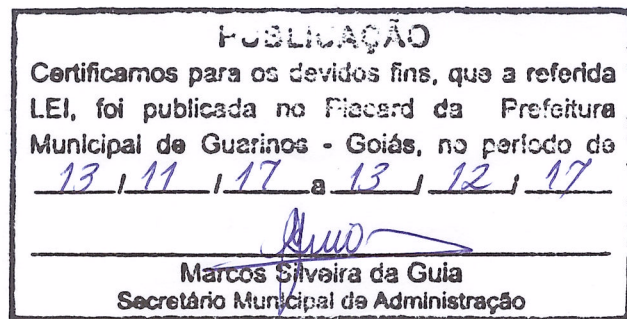 PUBLICAÇÃO
Certificamos para os devidos fins, que a referida
LEI, foi publicada no Placard da Prefeitura
Municipal de Guarinos - Goiás, no período de
13 / 11 / 17 a 13 / 12 / 17
Marcos Silveira da Guia
Secretário Municipal de Administração